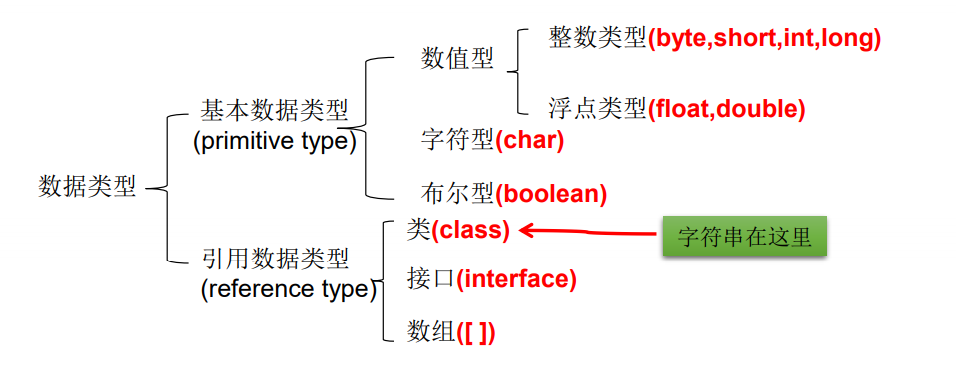 数据类型
基本数据类型
(primitive type)
数值型
整数类型(byte,short,int,long)
浮点类型(float,double)
字符型(char)
布尔型(boolean)
引用数据类型
(reference type)
类(class)
字符串在这里
接口(interface)
数组([ ])